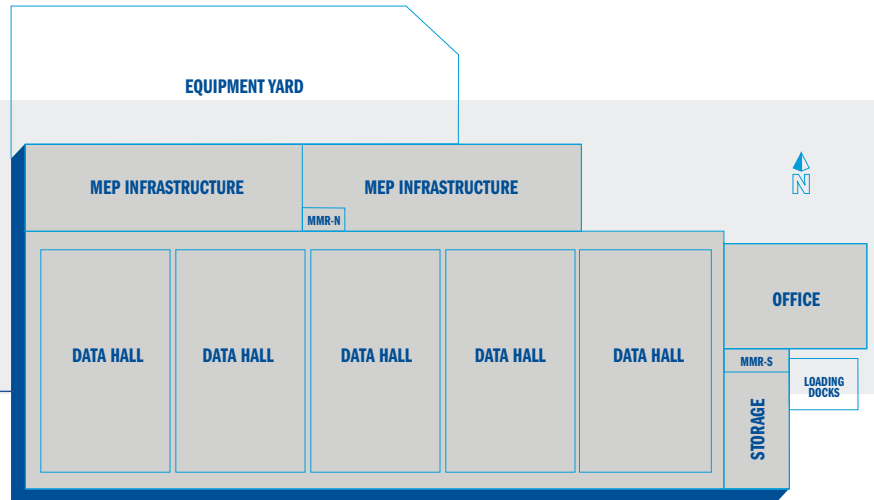 EQUIPMENT YARD
MEP INFRASTRUCTURE
MEP INFRASTRUCTURE
N
MMR-N
OFFICE
DATA HALL
DATA HALL
DATA HALL
DATA HALL
DATA HALL
MMR-S
LOADING
DOCKS
STORAGE